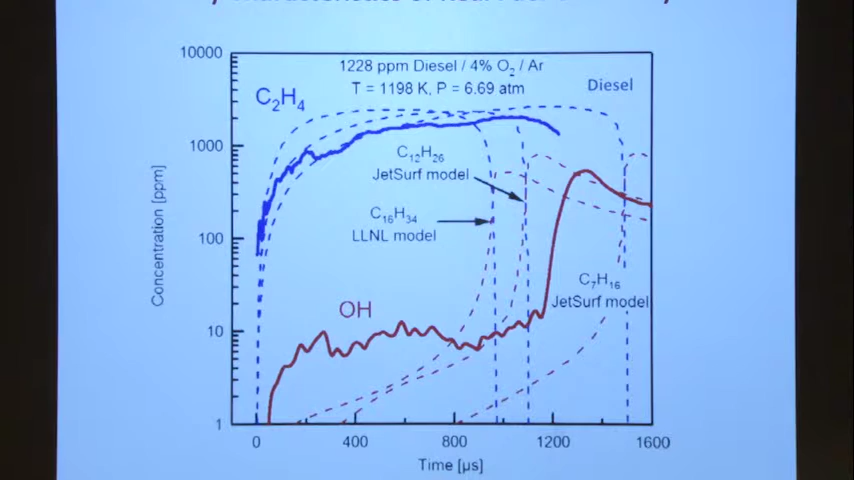 10000
1000
100
10
1
Concentration [ppm]
1228 ppm Diesel / 4% O₂ / Ar
T = 1198 K, P = 6.69 atm
Diesel
C₂H₄
C₁₂H₂₆
JetSurf model
C₁₆H₃₄
LLNL model
C₇H₁₆
JetSurf model
OH
0 400 800 1200 1600
Time [µs]